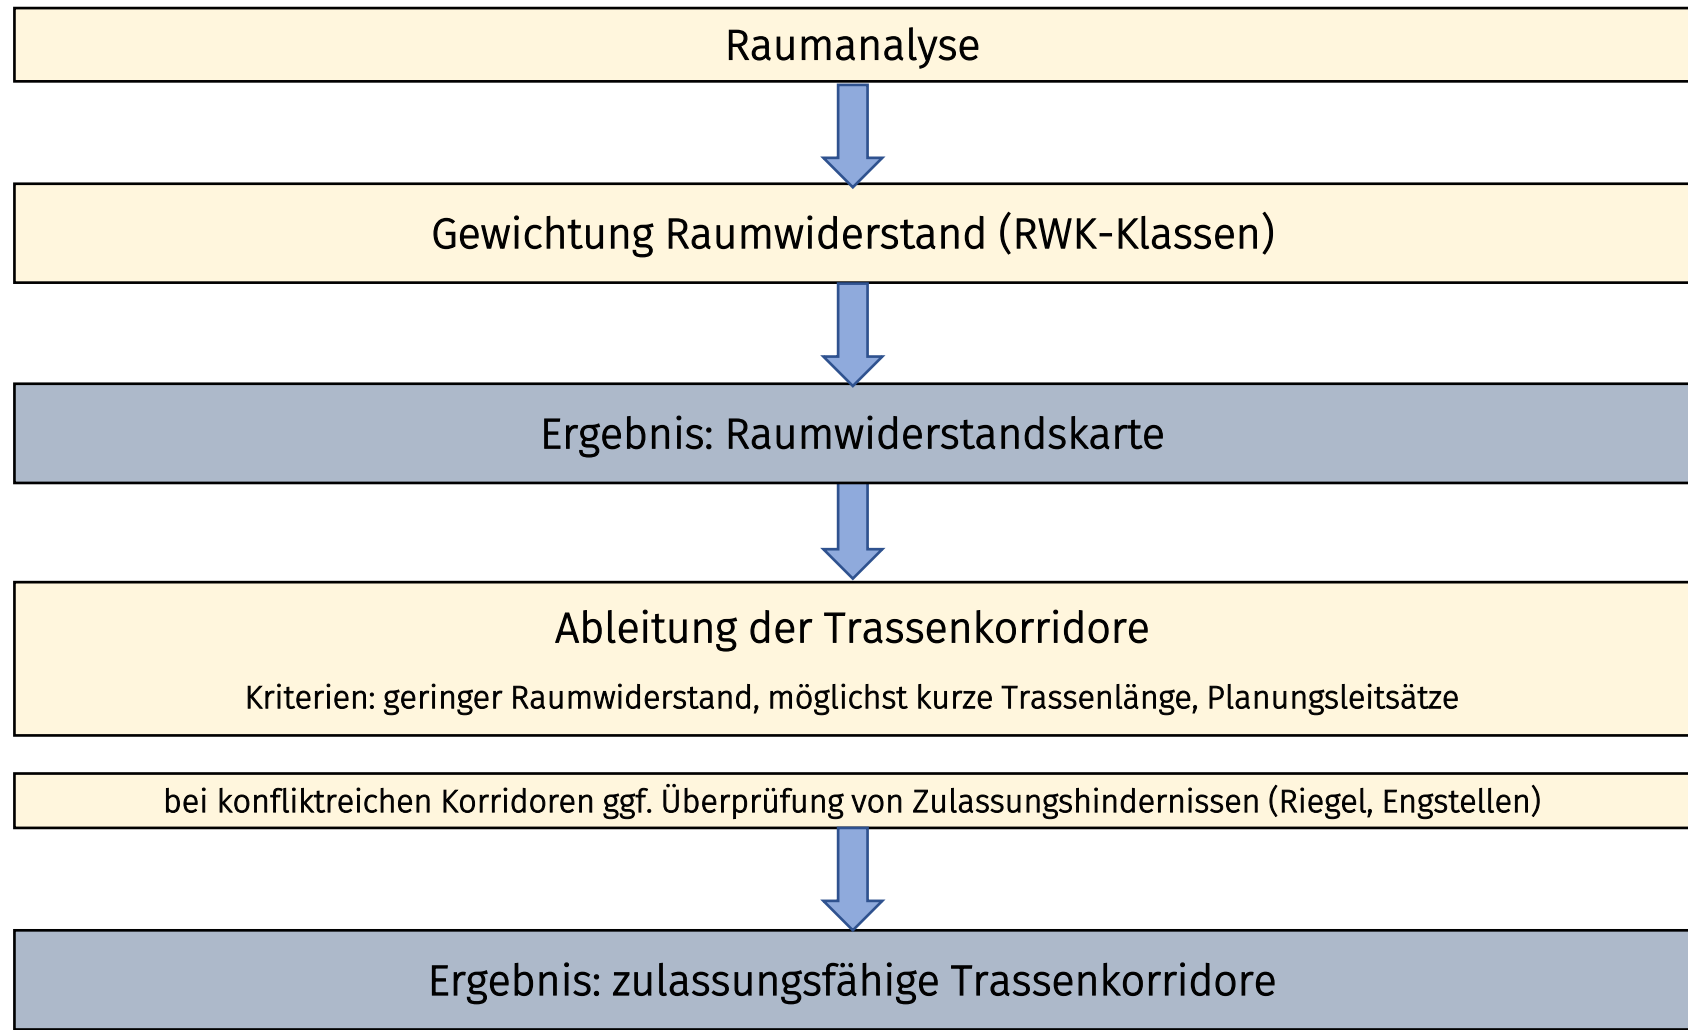 Raumanalyse
Gewichtung Raumwiderstand (RWK-Klassen)
Ergebnis: Raumwiderstandskarte
Ableitung der Trassenkorridore
Kriterien: geringer Raumwiderstand, möglichst kurze Trassenlänge, Planungsleitsätze
bei konfliktreichen Korridoren ggf. Überprüfung von Zulassungshindernissen (Riegel, Engstellen)
Ergebnis: zulassungsfähige Trassenkorridore